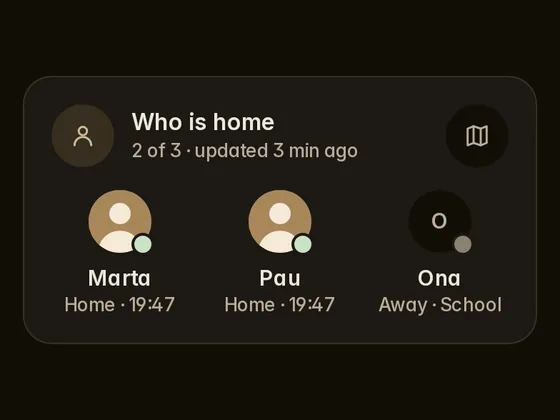 Who is home
2 of 3 · updated 3 min ago
O
Marta
Pau
Ona
Home · 19:47
Home · 19:47
Away · School